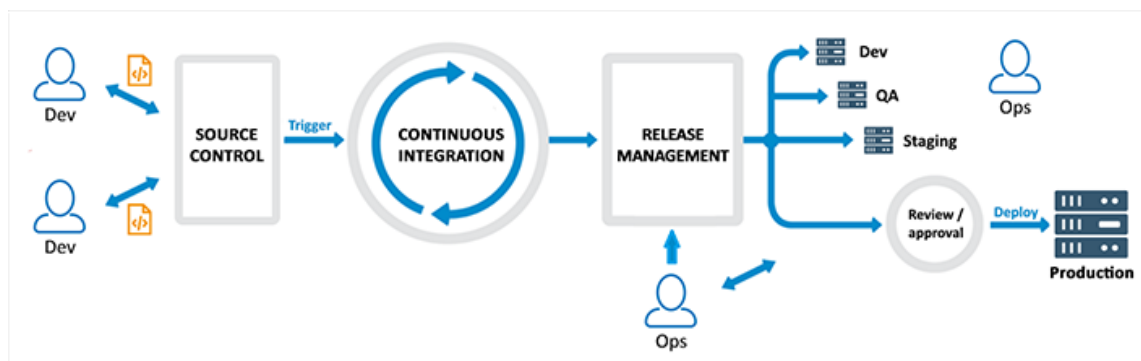 Dev
</>
SOURCE
CONTROL
Trigger
CONTINUOUS
INTEGRATION
RELEASE
MANAGEMENT
Dev
QA
Staging
Ops
Dev
</>
Review /
approval
Deploy
Production
Ops